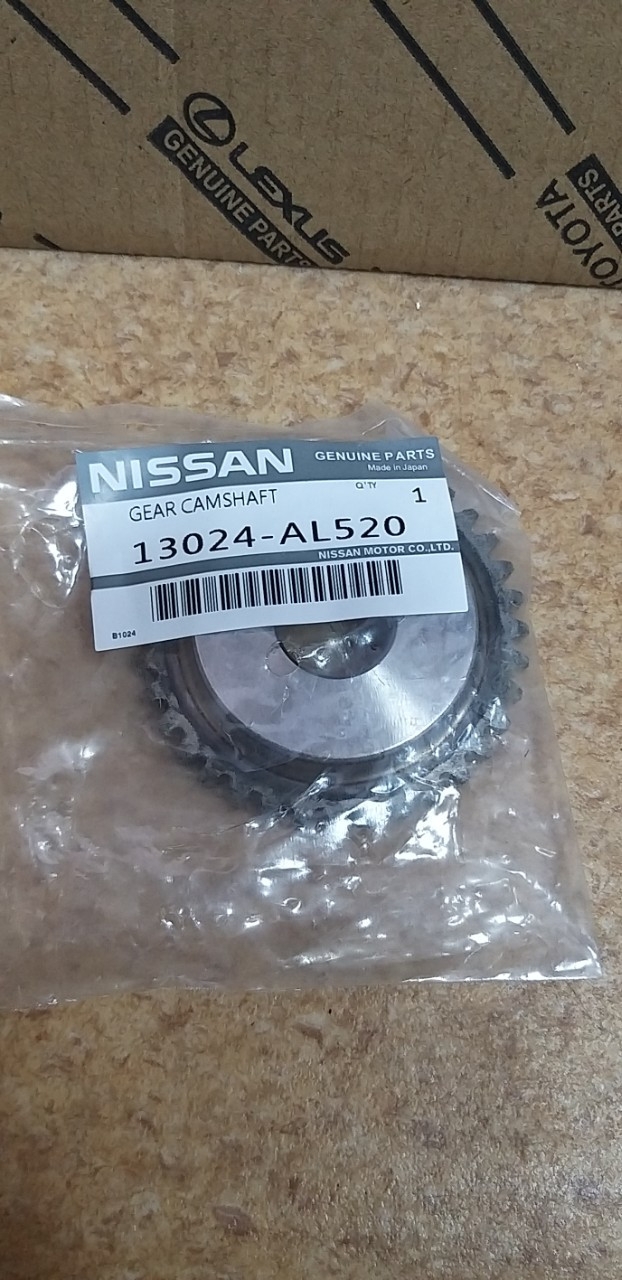 LEXUS
GENUINE PARTS
TOYOTA
PARTS
NISSAN GENUINE PARTS
Made in Japan
GEAR CAMSHAFT Q'TY 1
13024-AL520
NISSAN MOTOR CO.,LTD.
B1024